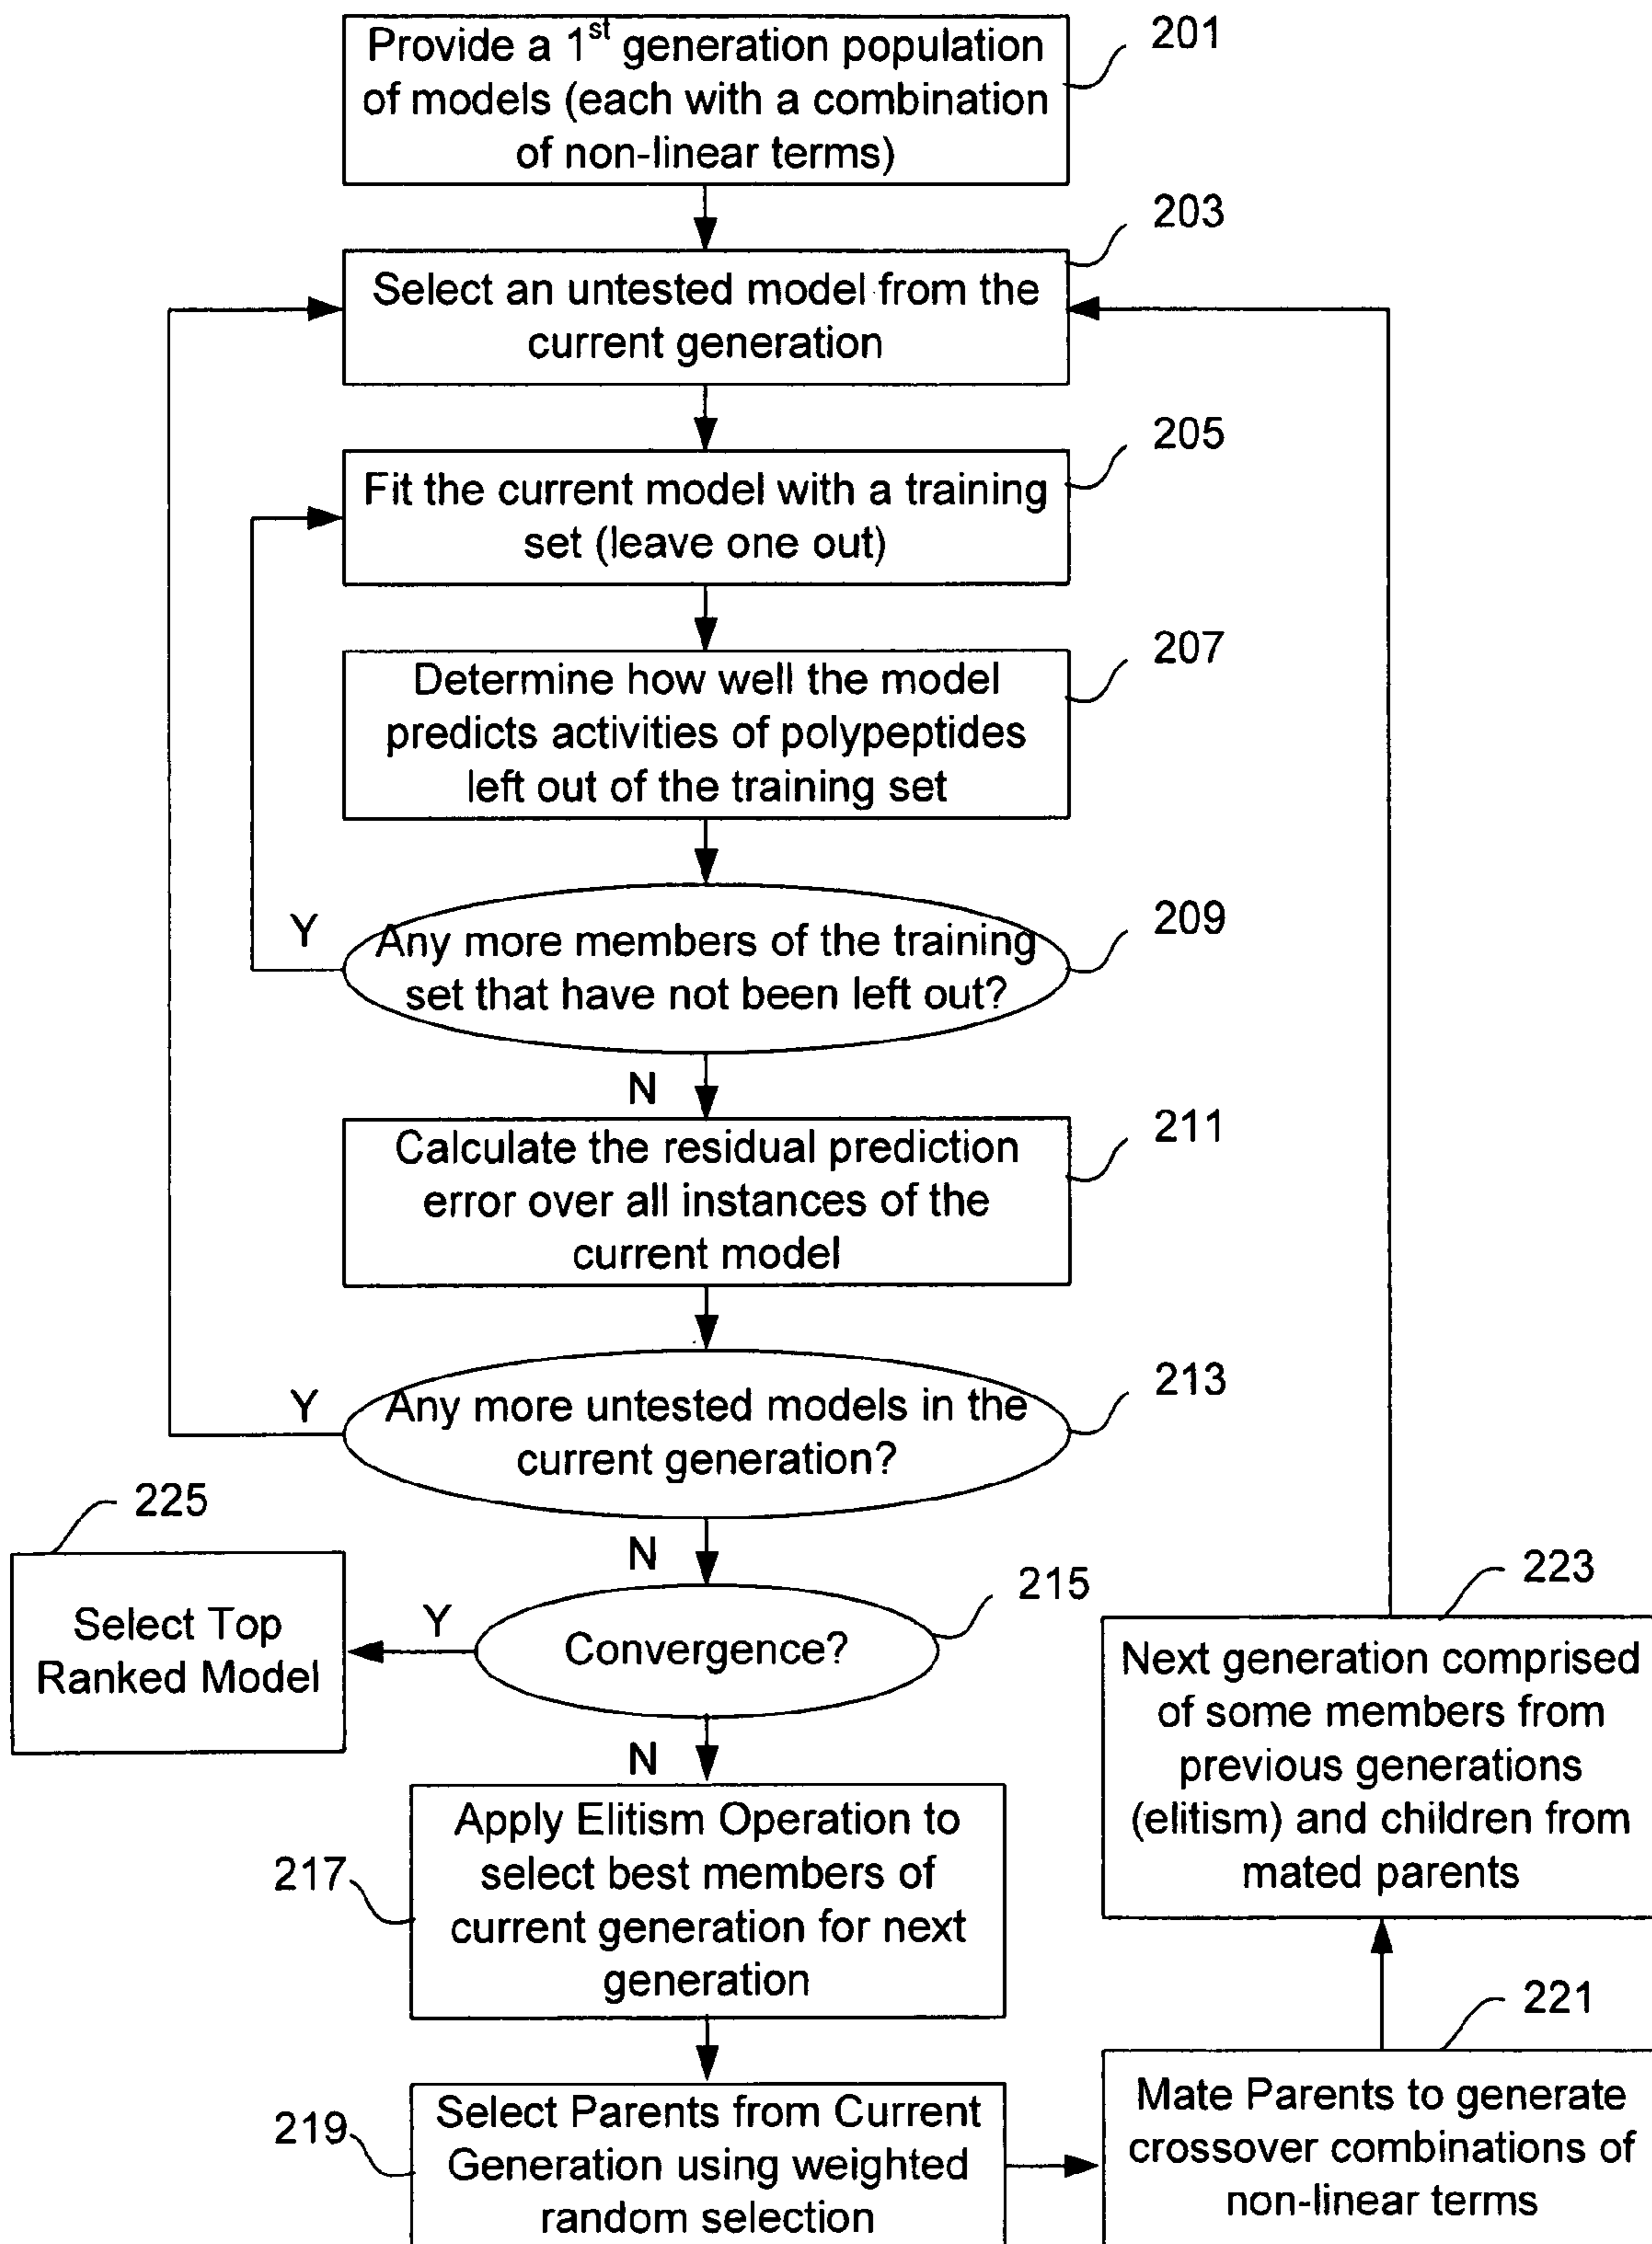 Provide a 1st generation population
of models (each with a combination
of non-linear terms)
201
203
Select an untested model from the
current generation
205
Fit the current model with a training
set (leave one out)
207
Determine how well the model
predicts activities of polypeptides
left out of the training set
209
Y
Any more members of the training
set that have not been left out?
N
211
Calculate the residual prediction
error over all instances of the
current model
213
Y
Any more untested models in the
current generation?
225
N
215
Select Top
Ranked Model
Y
Convergence?
N
223
Next generation comprised
of some members from
previous generations
(elitism) and children from
mated parents
217
Apply Elitism Operation to
select best members of
current generation for next
generation
219
Select Parents from Current
Generation using weighted
random selection
221
Mate Parents to generate
crossover combinations of
non-linear terms